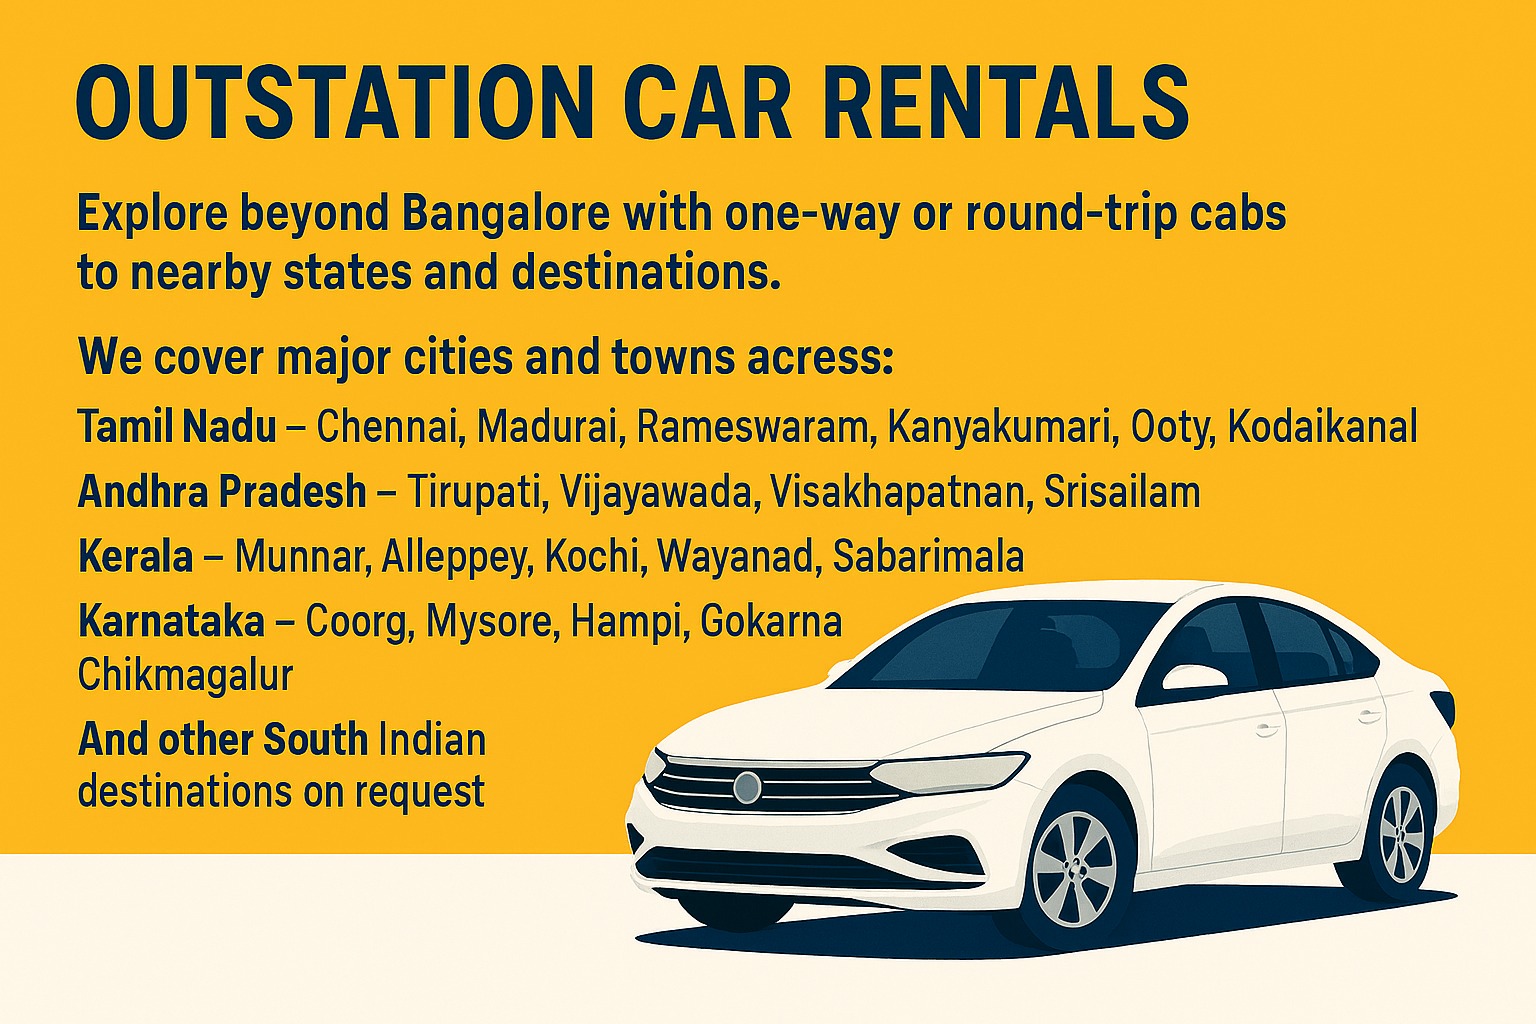 OUTSTATION CAR RENTALS
Explore beyond Bangalore with one-way or round-trip cabs
to nearby states and destinations.
We cover major cities and towns acress:
Tamil Nadu – Chennai, Madurai, Rameswaram, Kanyakumari, Ooty, Kodaikanal
Andhra Pradesh – Tirupati, Vijayawada, Visakhapatnan, Srisailam
Kerala – Munnar, Alleppey, Kochi, Wayanad, Sabarimala
Karnataka – Coorg, Mysore, Hampi, Gokarna
Chikmagalur
And other South Indian
destinations on request